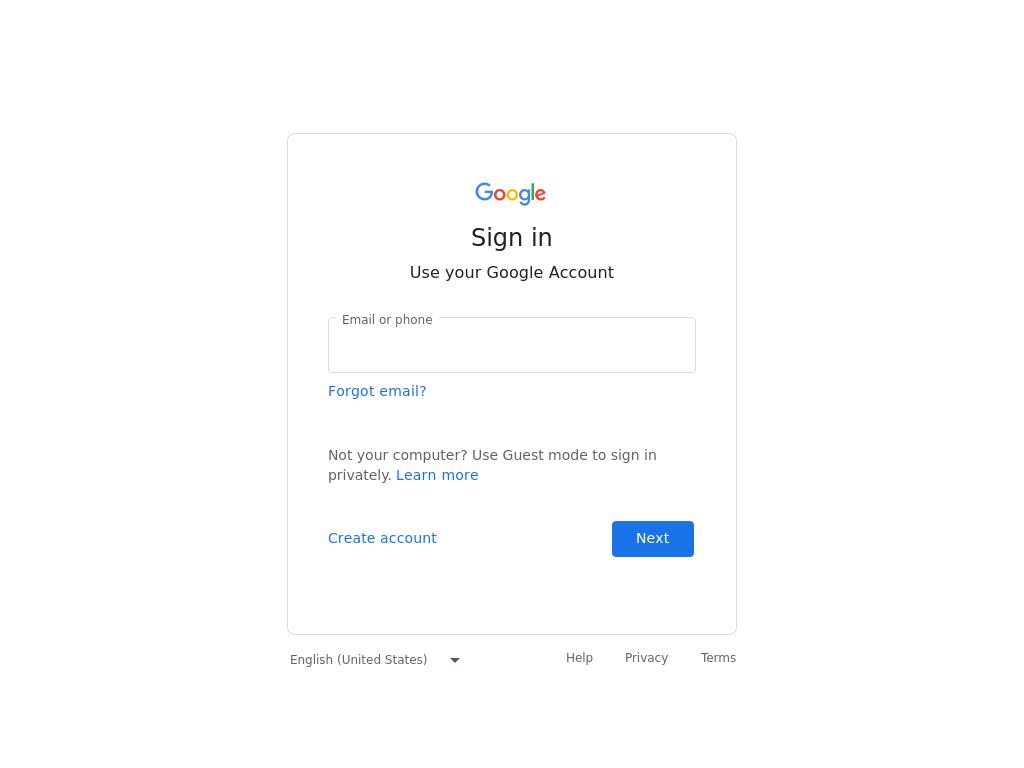 Google
Sign in
Use your Google Account
Email or phone
Forgot email?
Not your computer? Use Guest mode to sign in
privately. Learn more
Create account
Next
English (United States)
Help
Privacy
Terms